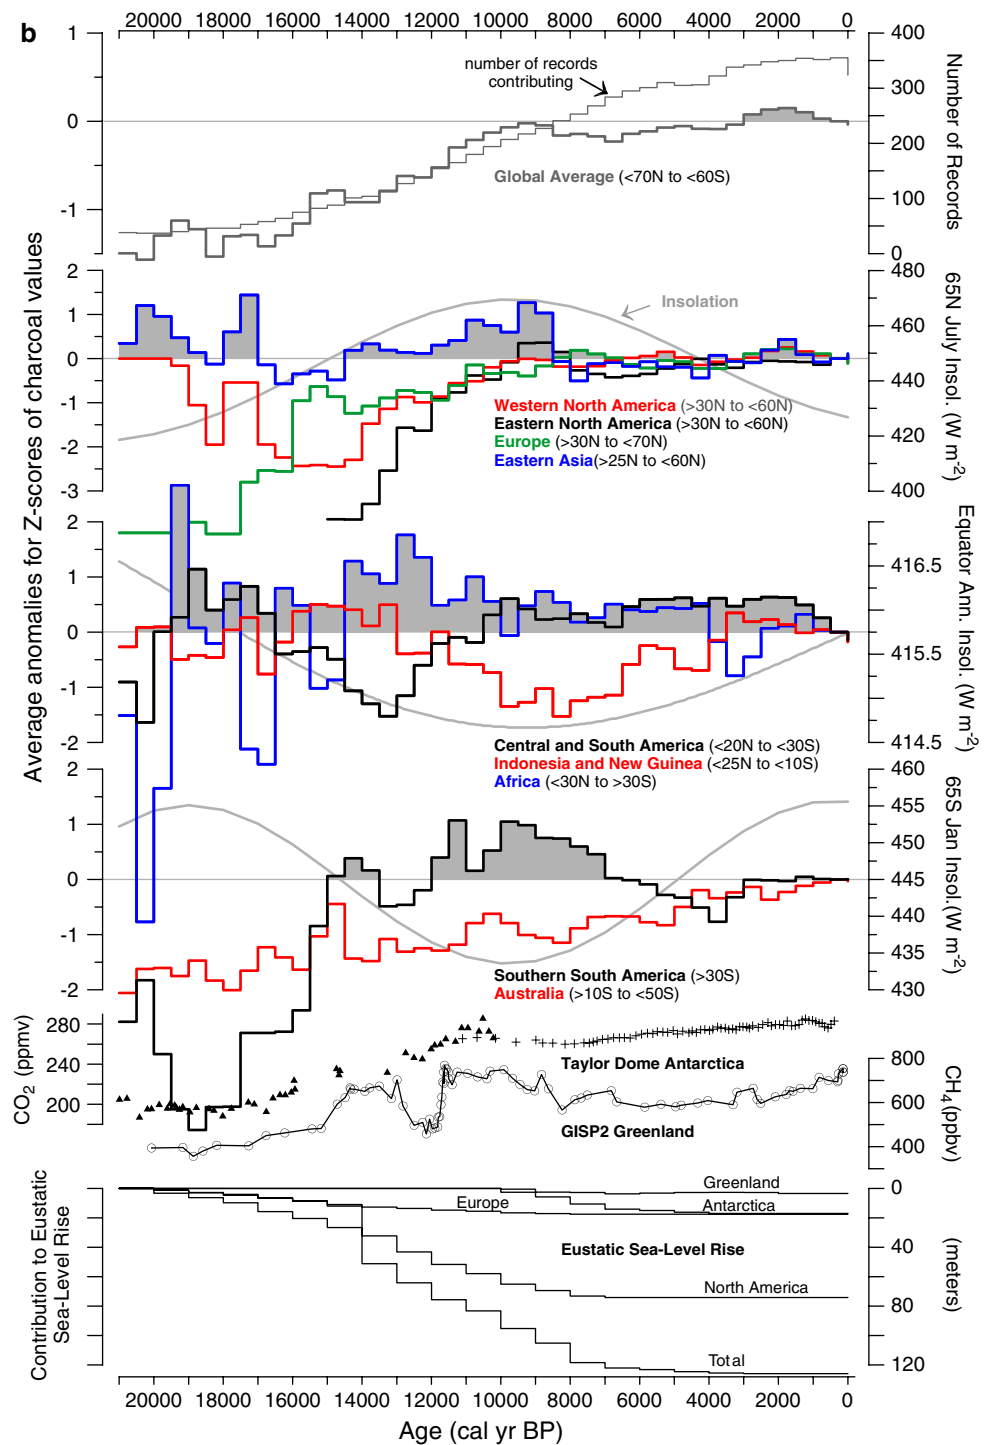 b
20000 18000 16000 14000 12000 10000 8000 6000 4000 2000 0
1
0
-1
400
300
200
100
0
Number of Records
number of records
contributing
Global Average (<70N to <60S)
Average anomalies for Z-scores of charcoal values
2
1
0
-1
-2
-3
480
460
440
420
400
65N July Insol. (W m-2)
Insolation
Western North America (>30N to <60N)
Eastern North America (>30N to <60N)
Europe (>30N to <70N)
Eastern Asia(>25N to <60N)
2
1
0
-1
-2
416.5
415.5
414.5
Equator Ann. Insol. (W m-2)
Central and South America (<20N to <30S)
Indonesia and New Guinea (<25N to <10S)
Africa (<30N to >30S)
2
1
0
-1
-2
460
455
450
445
440
435
430
65S Jan Insol.(W m-2)
Southern South America (>30S)
Australia (>10S to <50S)
CO2 (ppmv)
280
240
200
Taylor Dome Antarctica
GISP2 Greenland
800
600
400
CH4(ppbv)
Contribution to Eustatic
Sea-Level Rise
Greenland
Europe
Antarctica
Eustatic Sea-Level Rise
North America
Total
0
40
80
120
(meters)
20000 18000 16000 14000 12000 10000 8000 6000 4000 2000 0
Age (cal yr BP)